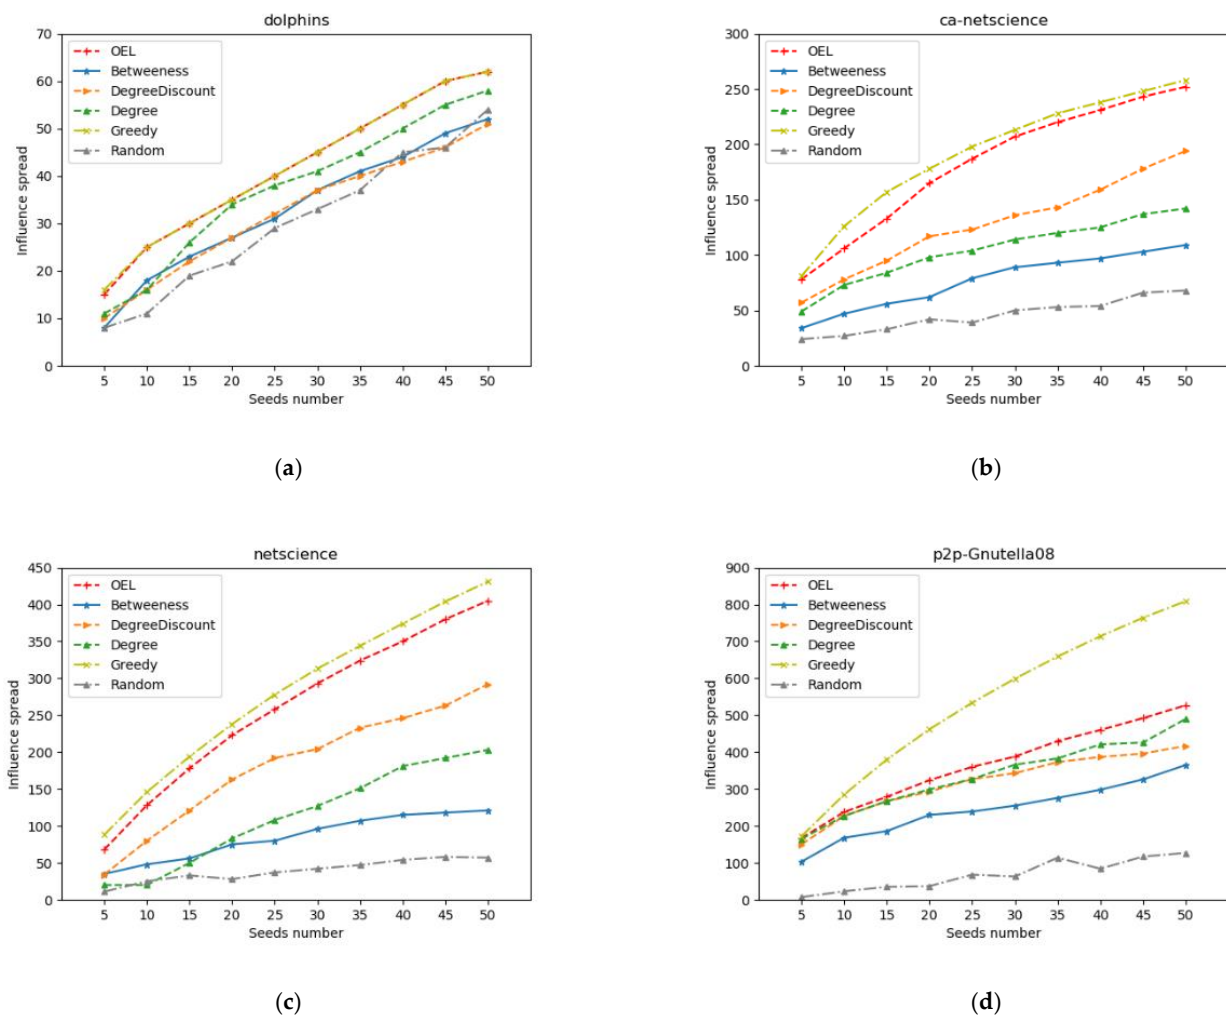 dolphins
70
60
50
40
30
20
10
0
Influence spread
OEL
Betweeness
DegreeDiscount
Degree
Greedy
Random
5 10 15 20 25 30 35 40 45 50
Seeds number
(a)
ca-netscience
300
250
200
150
100
50
0
Influence spread
OEL
Betweeness
DegreeDiscount
Degree
Greedy
Random
5 10 15 20 25 30 35 40 45 50
Seeds number
(b)
netscience
450
400
350
300
250
200
150
100
50
0
Influence spread
OEL
Betweeness
DegreeDiscount
Degree
Greedy
Random
5 10 15 20 25 30 35 40 45 50
Seeds number
(c)
p2p-Gnutella08
900
800
700
600
500
400
300
200
100
0
Influence spread
OEL
Betweeness
DegreeDiscount
Degree
Greedy
Random
5 10 15 20 25 30 35 40 45 50
Seeds number
(d)